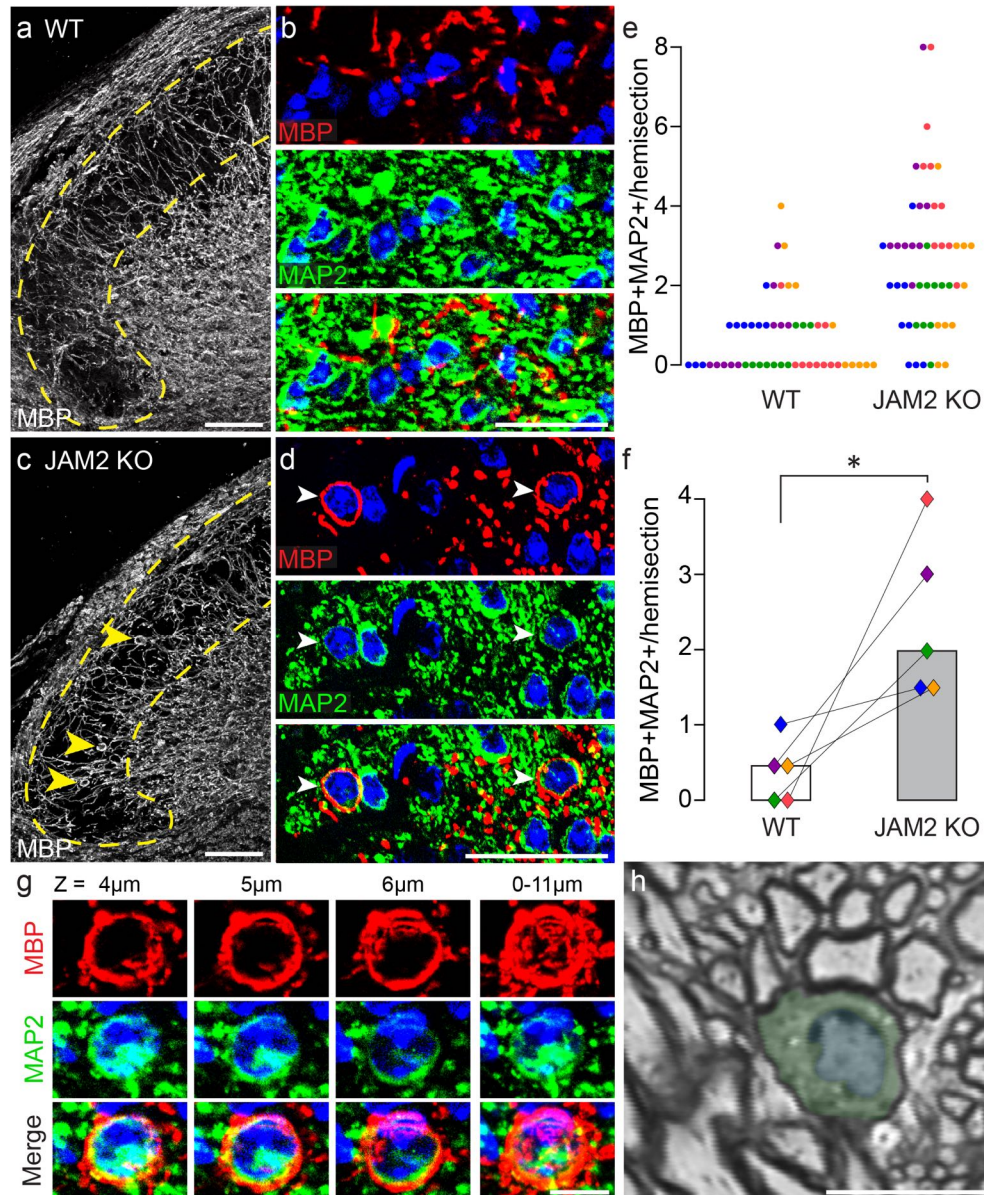 a WT
MBP
b
MBP
MAP2
c JAM2 KO
MBP
d
MBP
MAP2
e
MBP+MAP2+/hemisection
8
6
4
2
0
WT JAM2 KO
f
*
MBP+MAP2+/hemisection
4
3
2
1
0
WT JAM2 KO
g Z = 4µm 5µm 6µm 0-11µm
MBP
MAP2
Merge
h